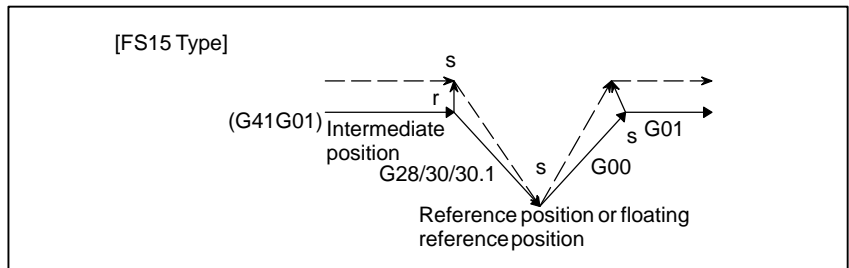 [FS15 Type]
s
r
(G41G01)
Intermediate
position
s
G01
G28/30/30.1
s
G00
Reference position or floating
reference position